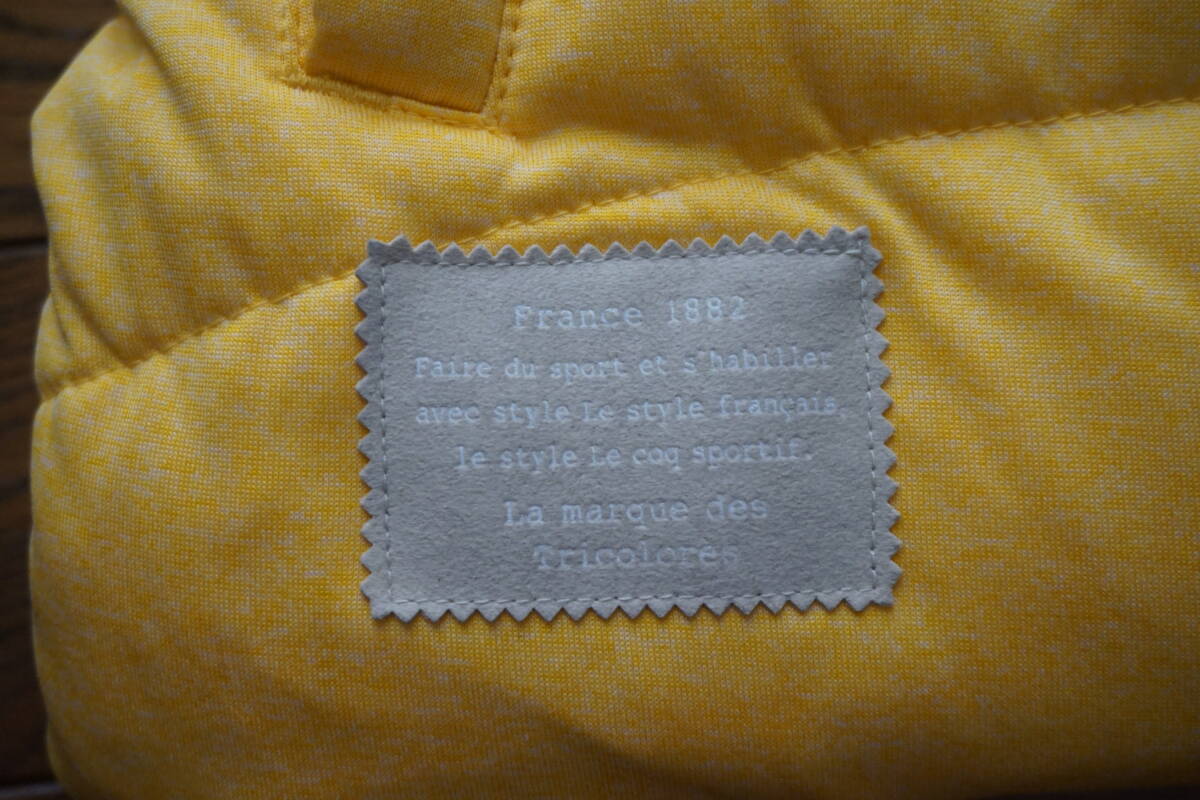 France 1882
Faire du sport et s'habiller
avec style Le style français,
le style Le coq sportif.
La marque des
Tricolores